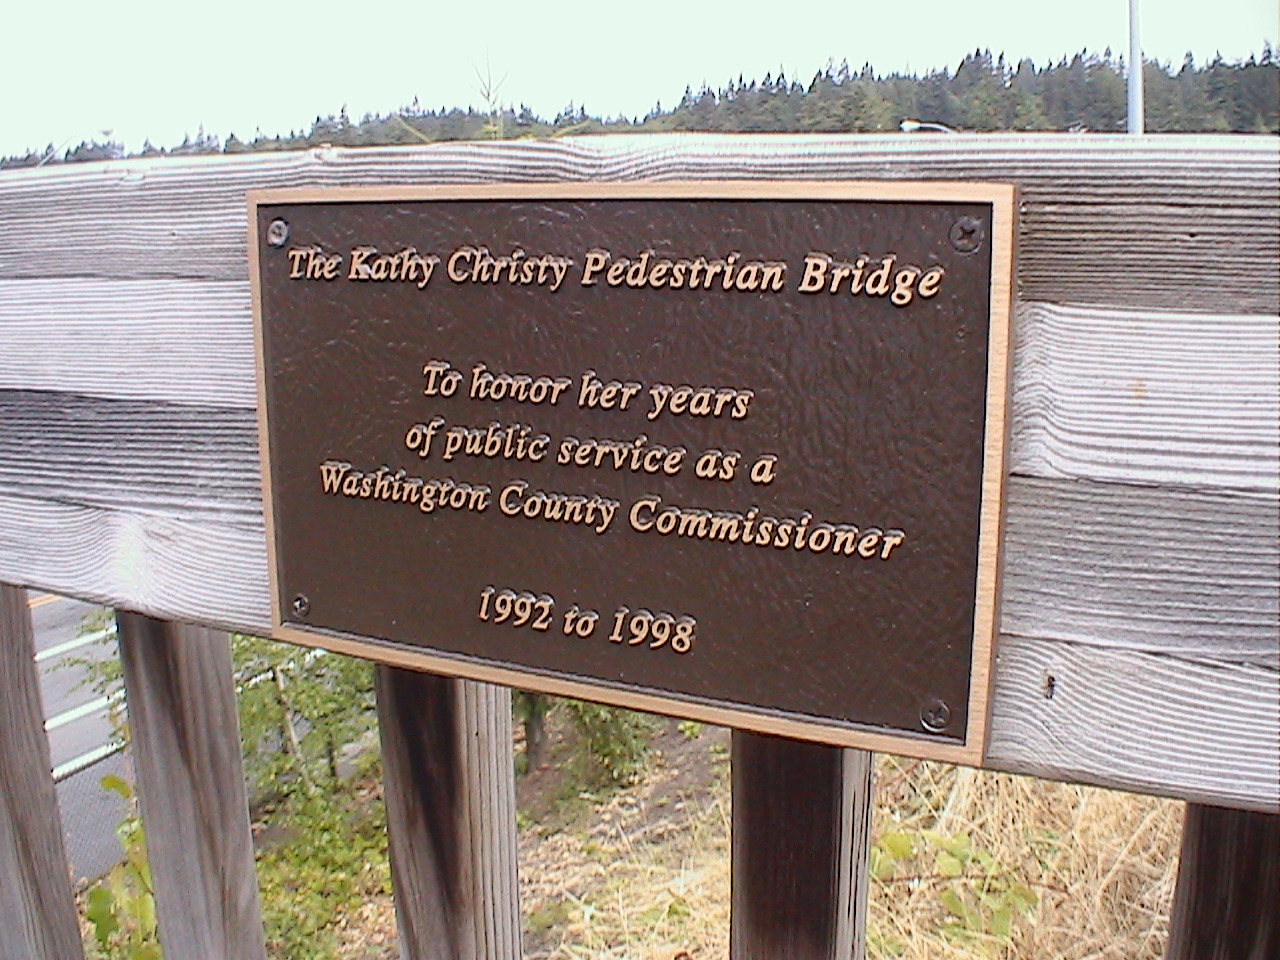 The Kathy Christy Pedestrian Bridge
To honor her years
of public service as a
Washington County Commissioner
1992 to 1998